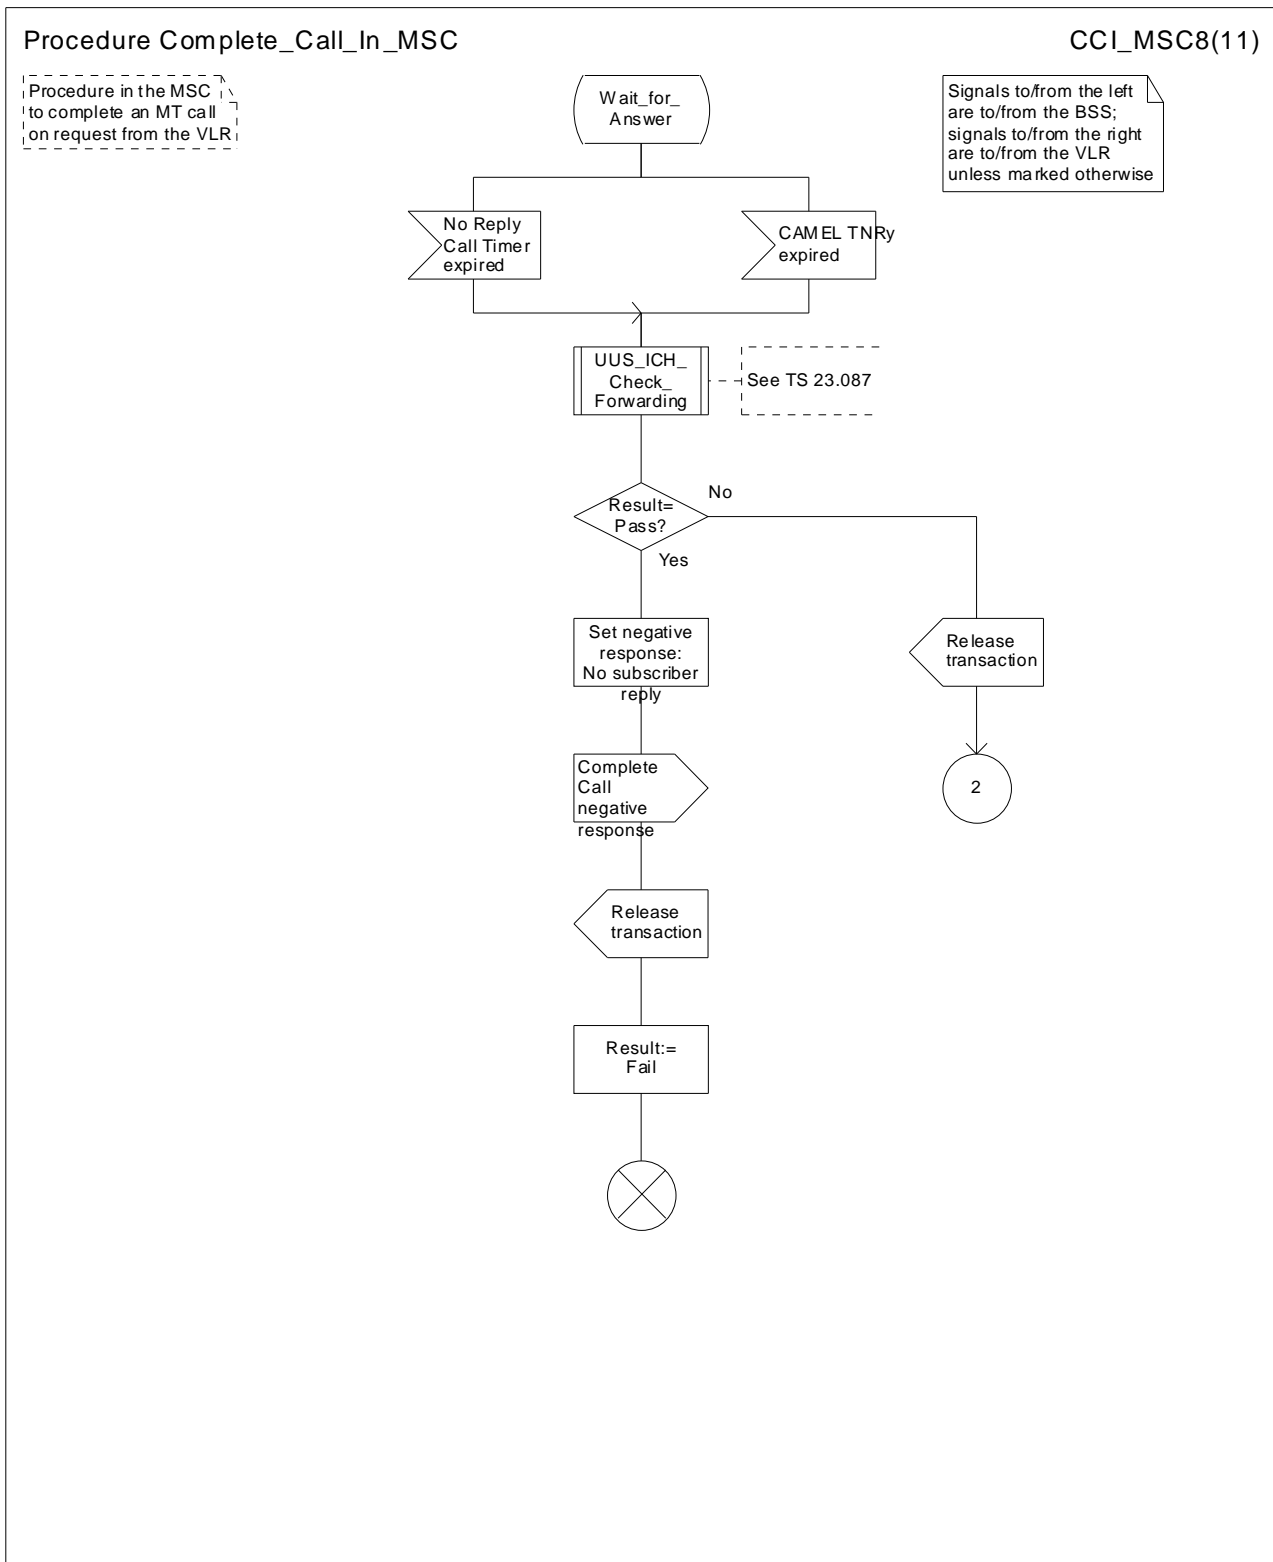 Procedure Complete_Call_In_MSC
CCI_MSC8(11)
Procedure in the MSC
to complete an MT call
on request from the VLR
Wait_for_
Answer
Signals to/from the left
are to/from the BSS;
signals to/from the right
are to/from the VLR
unless marked otherwise
No Reply
Call Timer
expired
CAMEL TNRy
expired
UUS_ICH_
Check_
Forwarding
See TS 23.087
Result=
Pass?
No
Yes
Set negative
response:
No subscriber
reply
Release
transaction
Complete
Call
negative
response
2
Release
transaction
Result:=
Fail